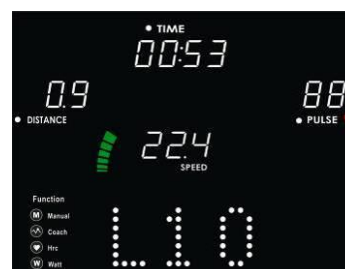 TIME
00:53
0.9
88
DISTANCE
PULSE
22.4
SPEED
Function
M Manual
Coach
Hrc
W Watt
L10